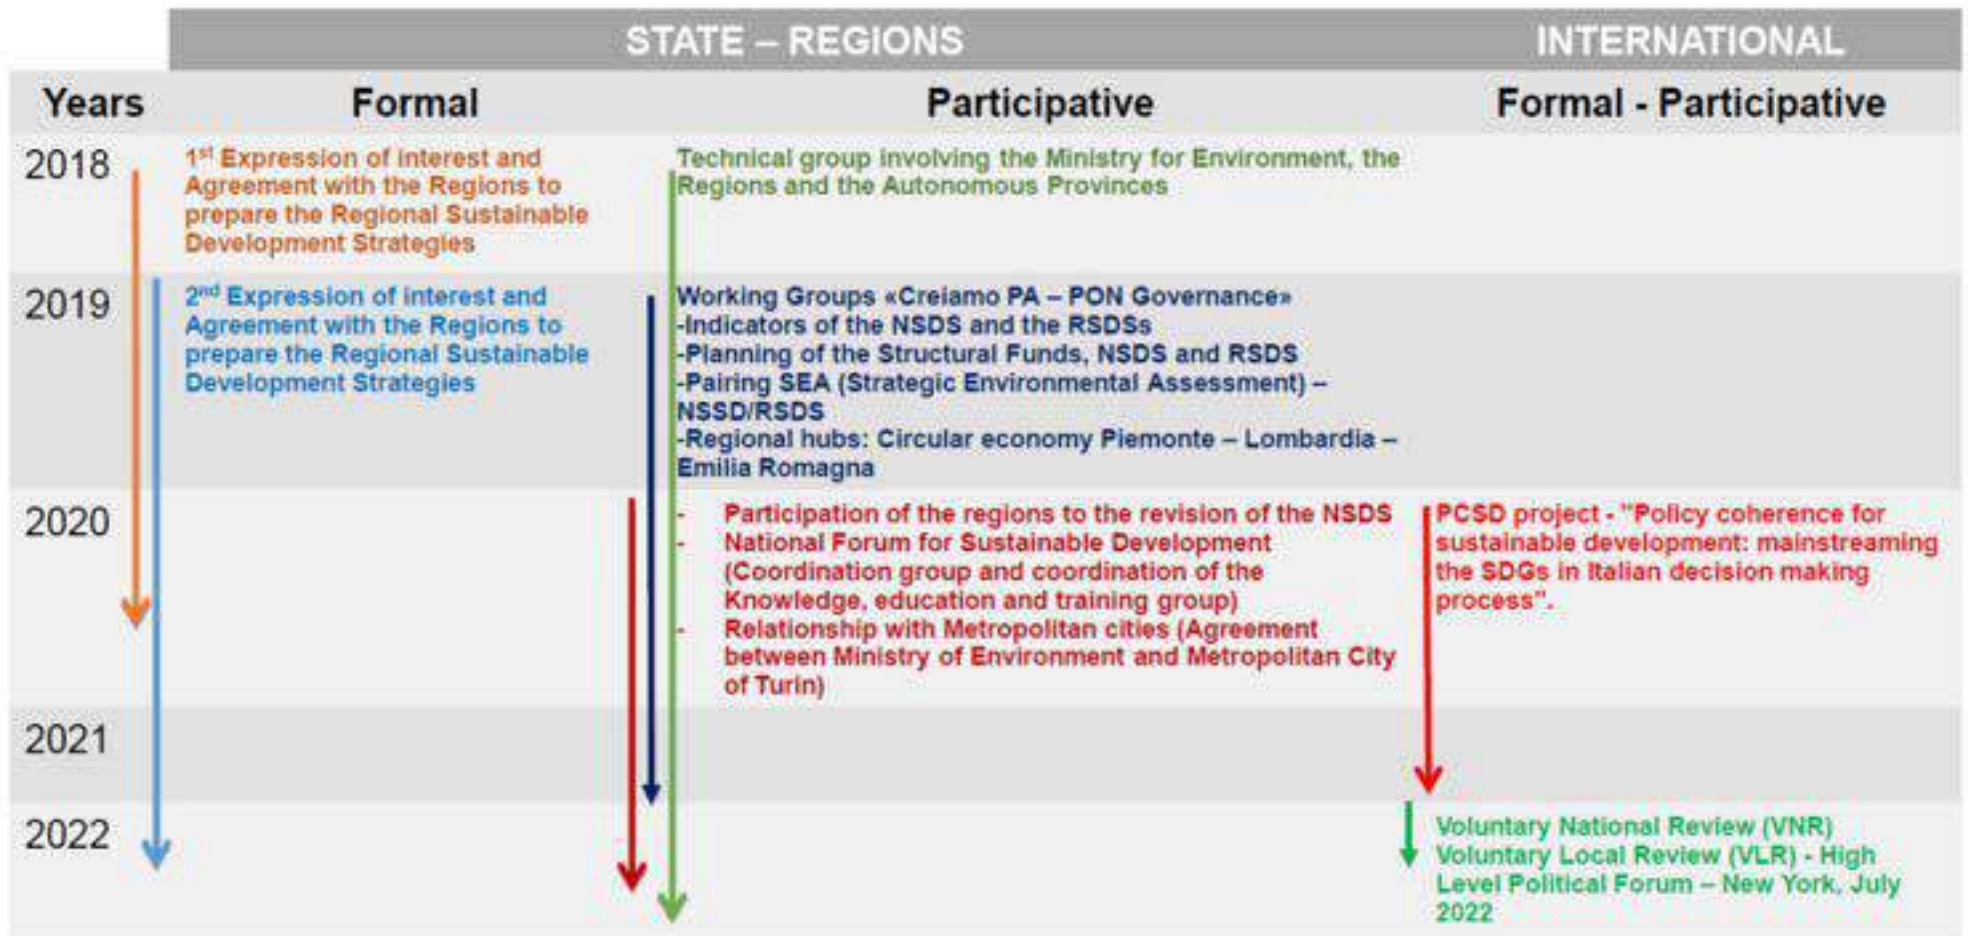 STATE – REGIONS
INTERNATIONAL
Years
Formal
Participative
Formal - Participative
2018
1st Expression of interest and
Agreement with the Regions to
prepare the Regional Sustainable
Development Strategies
Technical group involving the Ministry for Environment, the
Regions and the Autonomous Provinces
2019
2nd Expression of interest and
Agreement with the Regions to
prepare the Regional Sustainable
Development Strategies
Working Groups «Creiamo PA – PON Governance»
-Indicators of the NSDS and the RSDSs
-Planning of the Structural Funds, NSDS and RSDS
-Pairing SEA (Strategic Environmental Assessment) –
NSSD/RSDS
-Regional hubs: Circular economy Piemonte – Lombardia –
Emilia Romagna
2020
- Participation of the regions to the revision of the NSDS
- National Forum for Sustainable Development
(Coordination group and coordination of the
Knowledge, education and training group)
- Relationship with Metropolitan cities (Agreement
between Ministry of Environment and Metropolitan City
of Turin)
PCSD project - "Policy coherence for
sustainable development: mainstreaming
the SDGs in Italian decision making
process".
2021
2022
Voluntary National Review (VNR)
Voluntary Local Review (VLR) - High
Level Political Forum – New York, July
2022